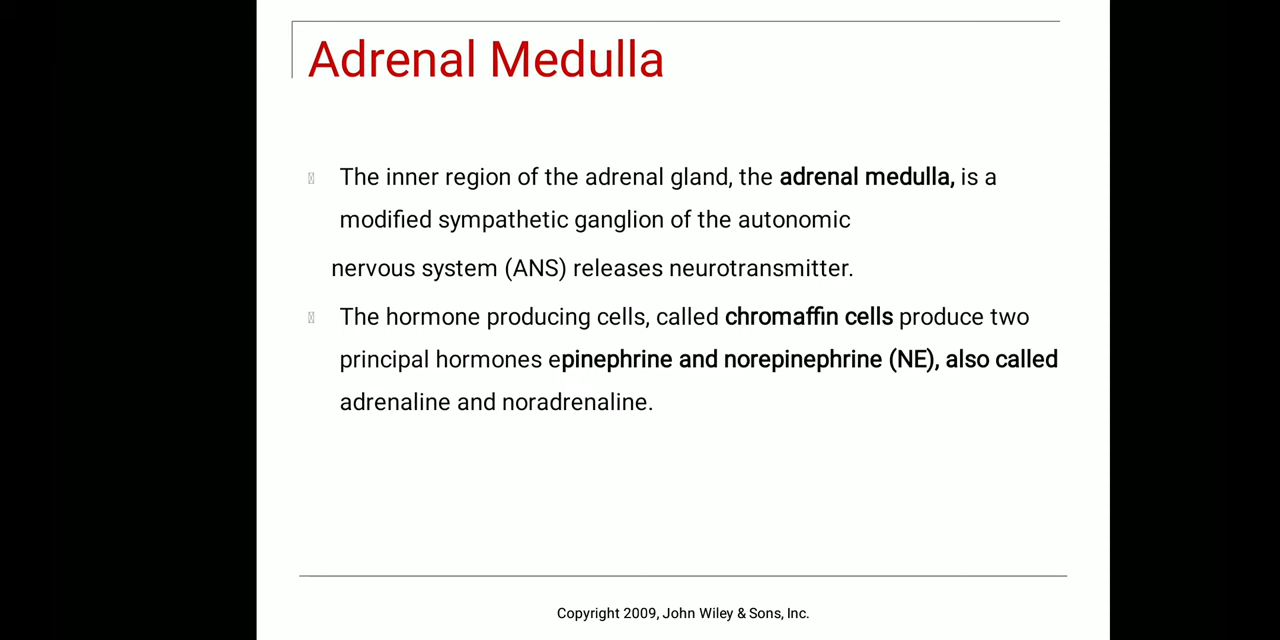 Adrenal Medulla
The inner region of the adrenal gland, the adrenal medulla, is a
modified sympathetic ganglion of the autonomic
nervous system (ANS) releases neurotransmitter.
The hormone producing cells, called chromaffin cells produce two
principal hormones epinephrine and norepinephrine (NE), also called
adrenaline and noradrenaline.
Copyright 2009, John Wiley & Sons, Inc.